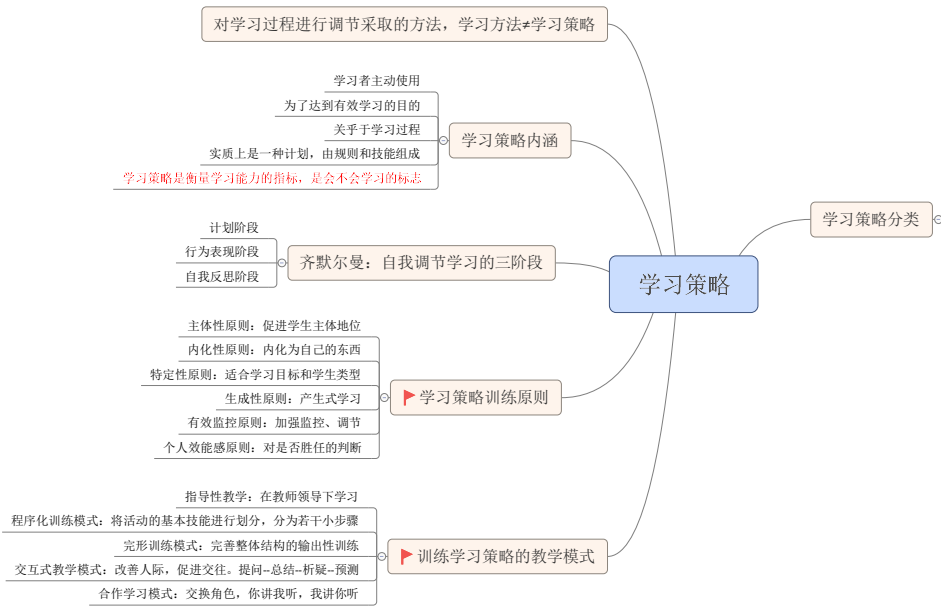 对学习过程进行调节采取的方法，学习方法≠学习策略
学习者主动使用
为了达到有效学习的目的
关乎于学习过程
实质上是一种计划，由规则和技能组成
学习策略是衡量学习能力的指标，是会不会学习的标志
学习策略内涵
计划阶段
行为表现阶段
自我反思阶段
齐默尔曼：自我调节学习的三阶段
主体性原则：促进学生主体地位
内化性原则：内化为自己的东西
特定性原则：适合学习目标和学生类型
生成性原则：产生式学习
有效监控原则：加强监控、调节
个人效能感原则：对是否胜任的判断
学习策略训练原则
指导性教学：在教师领导下学习
程序化训练模式：将活动的基本技能进行划分，分为若干小步骤
完形训练模式：完善整体结构的输出性训练
交互式教学模式：改善人际，促进交往。提问--总结--析疑--预测
合作学习模式：交换角色，你讲我听，我讲你听
训练学习策略的教学模式
学习策略
学习策略分类